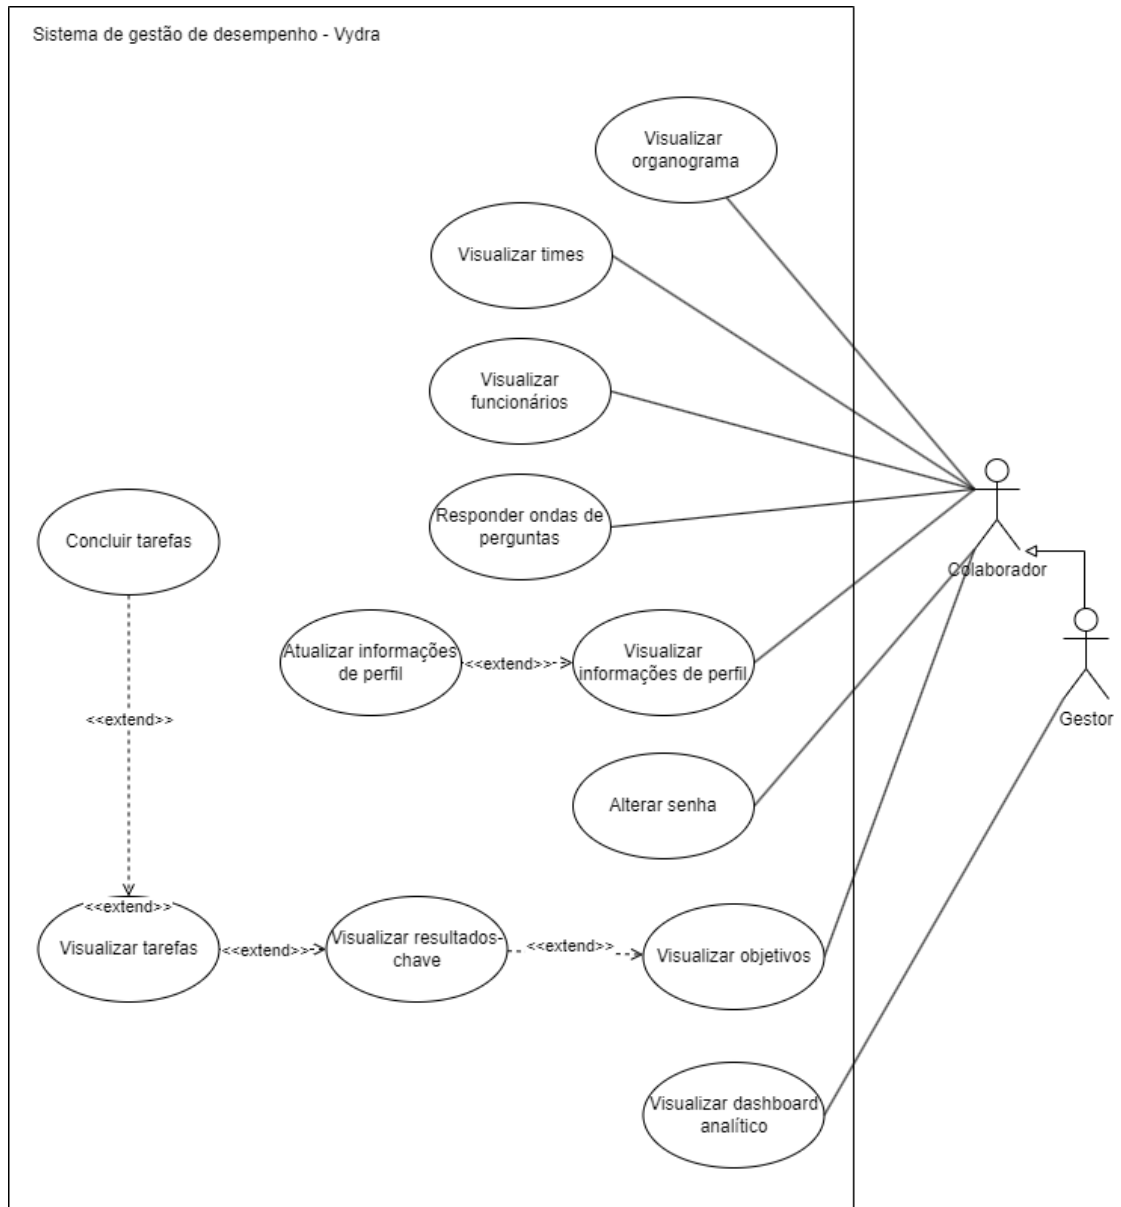 Sistema de gestão de desempenho - Vydra
Visualizar
organograma
Visualizar times
Visualizar
funcionários
Responder ondas de
perguntas
Concluir tarefas
Colaborador
Atualizar informações
de perfil
<<extend>>
Visualizar
informações de perfil
Gestor
<<extend>>
Alterar senha
<<extend>>
Visualizar tarefas
<<extend>>
Visualizar resultados-
chave
<<extend>>
Visualizar objetivos
Visualizar dashboard
analítico